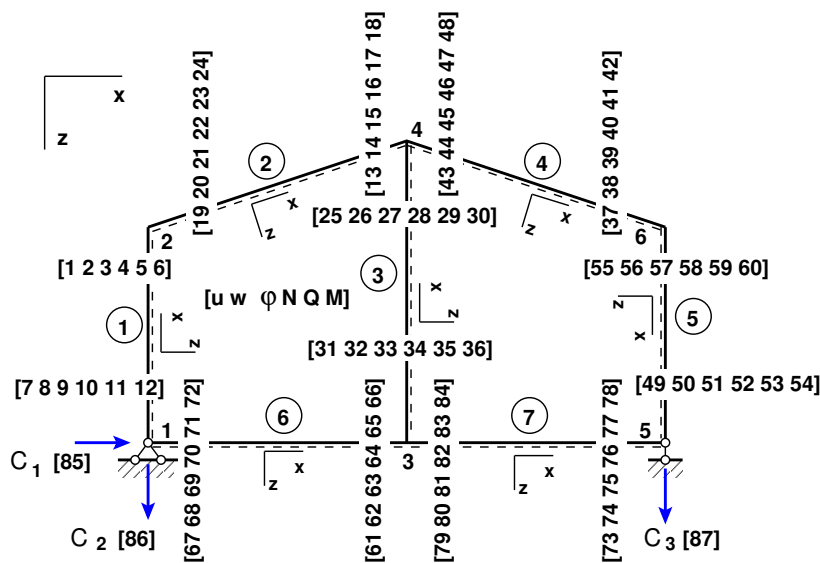 x
z
[19 20 21 22 23 24]
[13 14 15 16 17 18]
[43 44 45 46 47 48]
[37 38 39 40 41 42]
4
2
4
x
z
x
z
[25 26 27 28 29 30]
2
6
[1 2 3 4 5 6]
[55 56 57 58 59 60]
3
[u w φ N Q M]
x
z
x
z
z
x
1
5
[31 32 33 34 35 36]
[7 8 9 10 11 12]
[49 50 51 52 53 54]
1
6
7
5
3
x
z
x
z
C 1 [85]
C 2 [86]
C 3 [87]
[67 68 69 70 71 72]
[61 62 63 64 65 66]
[79 80 81 82 83 84]
[73 74 75 76 77 78]